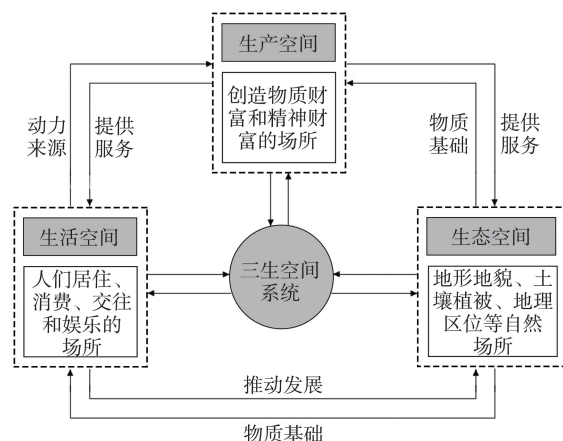 生产空间
创造物质财
富和精神财
富的场所
动力
来源
提供
服务
物质
基础
提供
服务
生活空间
人们居住、
消费、交往
和娱乐的
场所
三生空间
系统
生态空间
地形地貌、土
壤植被、地理
区位等自然
场所
推动发展
物质基础